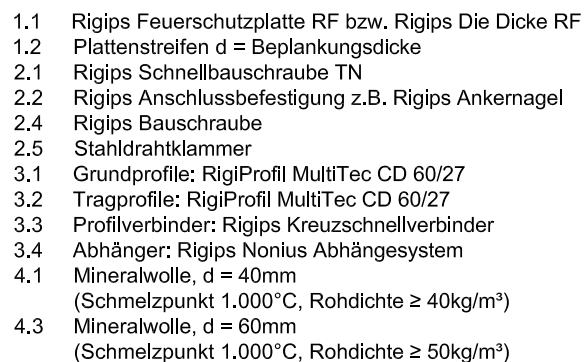 1.1 Rigips Feuerschutzplatte RF bzw. Rigips Die Dicke RF
1.2 Plattenstreifen d = Beplankungsdicke
2.1 Rigips Schnellbauschraube TN
2.2 Rigips Anschlussbefestigung z.B. Rigips Ankernagel
2.4 Rigips Bauschraube
2.5 Stahldrahtklammer
3.1 Grundprofile: RigiProfil MultiTec CD 60/27
3.2 Tragprofile: RigiProfil MultiTec CD 60/27
3.3 Profilverbinder: Rigips Kreuzschnellverbinder
3.4 Abhänger: Rigips Nonius Abhängesystem
4.1 Mineralwolle, d = 40mm
(Schmelzpunkt 1.000°C, Rohdichte ≥ 40kg/m³)
4.3 Mineralwolle, d = 60mm
(Schmelzpunkt 1.000°C, Rohdichte ≥ 50kg/m³)